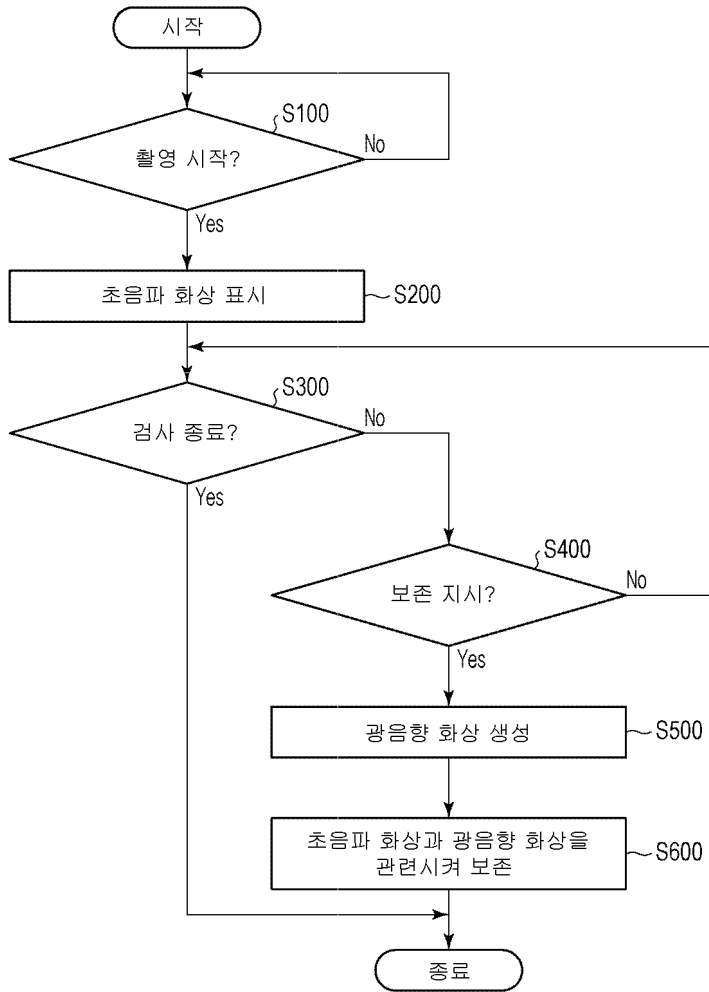 시작
S100
촬영 시작?
No
Yes
초음파 화상 표시
S200
S300
검사 종료?
No
Yes
S400
보존 지시?
No
Yes
광음향 화상 생성
S500
초음파 화상과 광음향 화상을
관련시켜 보존
S600
종료